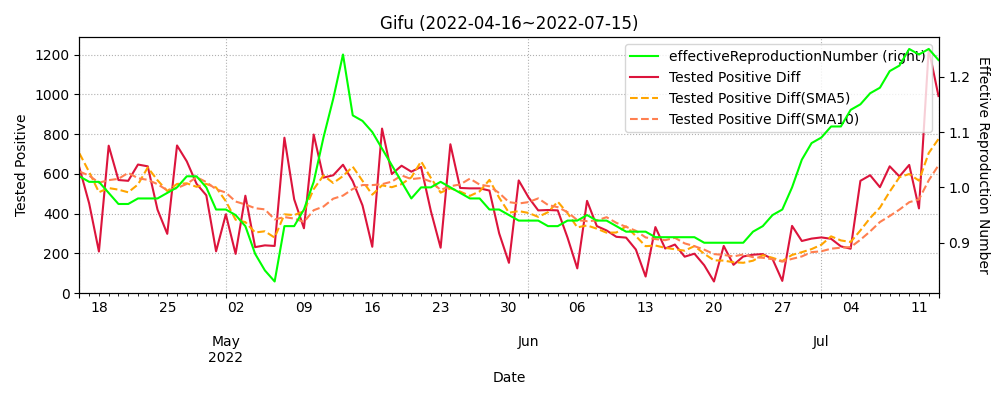 Gifu (2022-04-16~2022-07-15)
effectiveReproductionNumber (right)
Tested Positive Diff
Tested Positive Diff(SMA5)
Tested Positive Diff(SMA10)
Tested Positive
1200
1000
800
600
400
200
0
1.2
1.1
1.0
0.9
Effective Reproduction Number
18 25 02 09 16 23 30 06 13 20 27 04 11
May Jun Jul
2022
Date